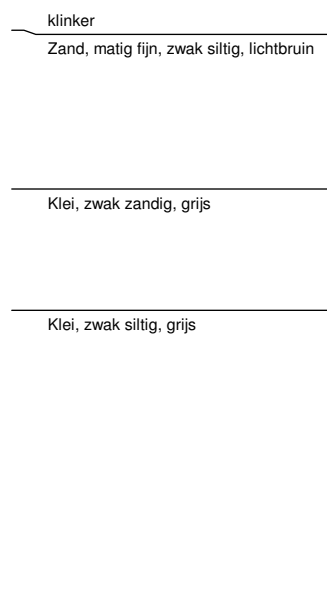 klinker
Zand, matig fijn, zwak siltig, lichtbruin
Klei, zwak zandig, grijs
Klei, zwak siltig, grijs